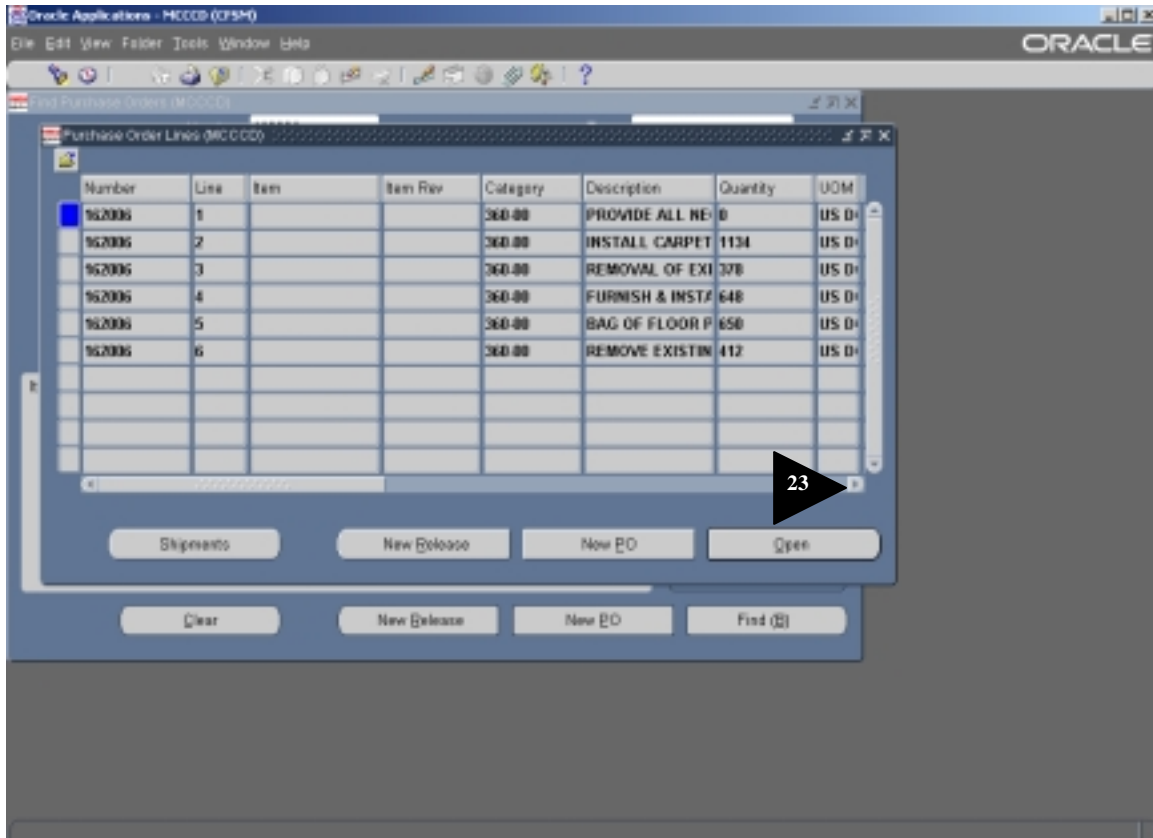 Oracle Applications - MCCCD (CFSM)
File Edit View Folder Tools Window Help
ORACLE
?
Find Purchase Orders (MCCCD)
Purchase Order Lines (MCCCD)
Number Line Item Item Rev Category Description Quantity UOM
162006 1 360-00 PROVIDE ALL NE 0 US D
162006 2 360-00 INSTALL CARPET 1134 US D
162006 3 360-00 REMOVAL OF EXI 378 US D
162006 4 360-00 FURNISH & INSTA 648 US D
162006 5 360-00 BAG OF FLOOR P 650 US D
162006 6 360-00 REMOVE EXISTIN 412 US D
23
Shipments New Release New PO Open
Clear New Release New PO Find (B)